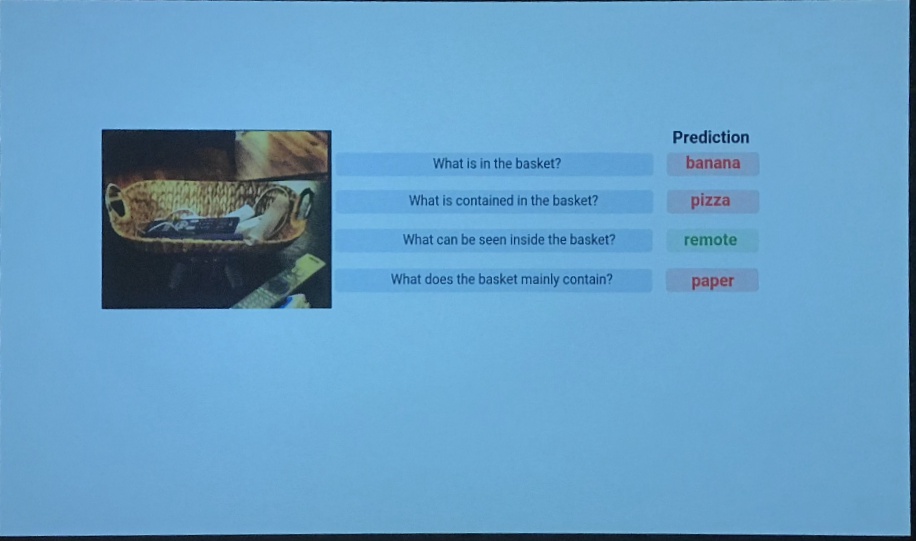 Prediction
What is in the basket? banana
What is contained in the basket? pizza
What can be seen inside the basket? remote
What does the basket mainly contain? paper